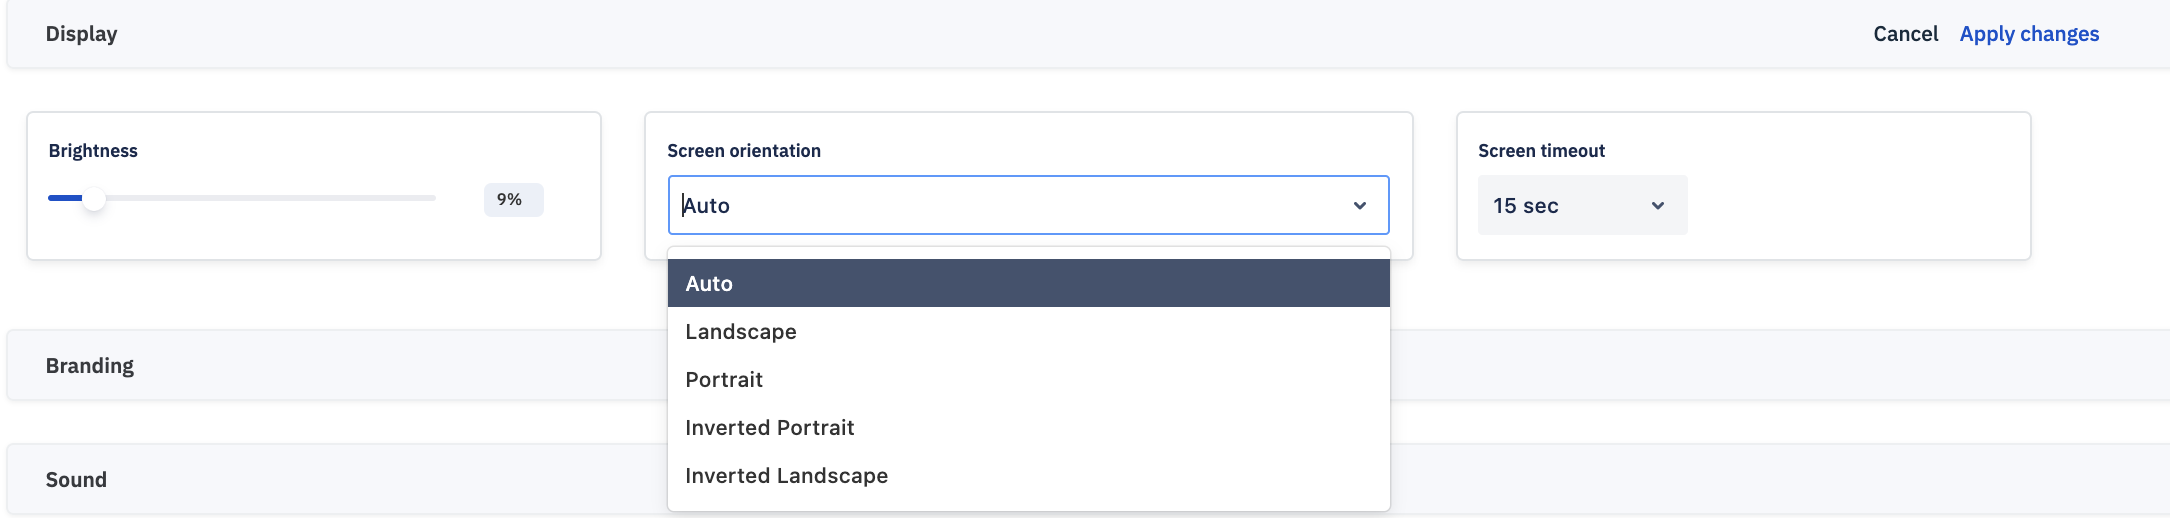 Display
Cancel
Apply changes
Brightness
9%
Screen orientation
Auto
Screen timeout
15 sec
Auto
Landscape
Portrait
Inverted Portrait
Inverted Landscape
Branding
Sound